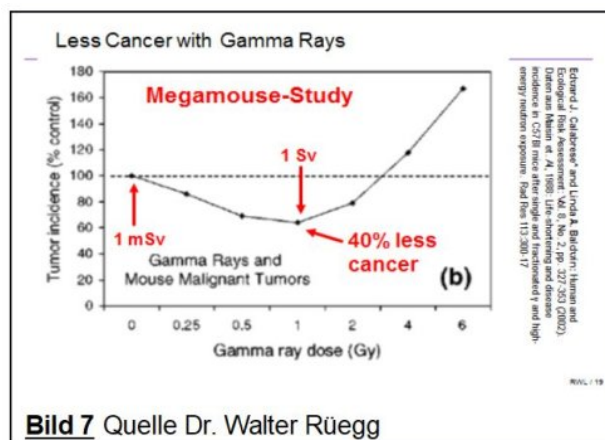 Less Cancer with Gamma Rays
180
160
140
120
100
80
60
40
20
0
Tumor incidence (% control)
Megamouse-Study
1 Sv
1 mSv
40% less
cancer
Gamma Rays and
Mouse Malignant Tumors
(b)
0
0.25
0.5
1
2
4
6
Gamma ray dose (Gy)
Edward J. Calabrese* and Linda A. Baldwin: Human and
Ecological Risk Assessment: Vol. 8, No. 2, pp. 327-353 (2002).
Daten aus Maisin et. Al, 1988: Life-shortening and disease
incidence in C57Bl mice after single and fractionated γ and high-
energy neutron exposure. Rad Res 113:300-17
RWL / 19
Bild 7 Quelle Dr. Walter Rüegg